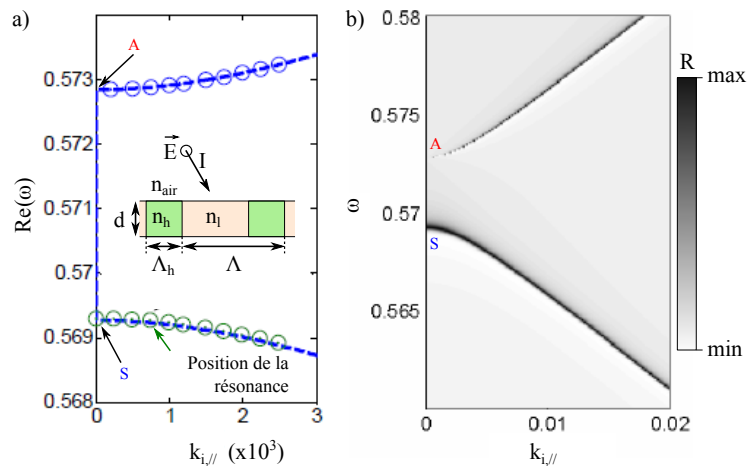 a)
A
0.573
0.572
0.571
0.57
0.569
0.568
Re(ω)
E
I
n_air
d
n_h
n_l
Λ_h
Λ
S
Position de la
résonance
0
1
2
3
k_i,// (x10^3)
b)
0.58
0.575
0.57
0.565
ω
A
S
0
0.01
0.02
k_i,//
R
max
min